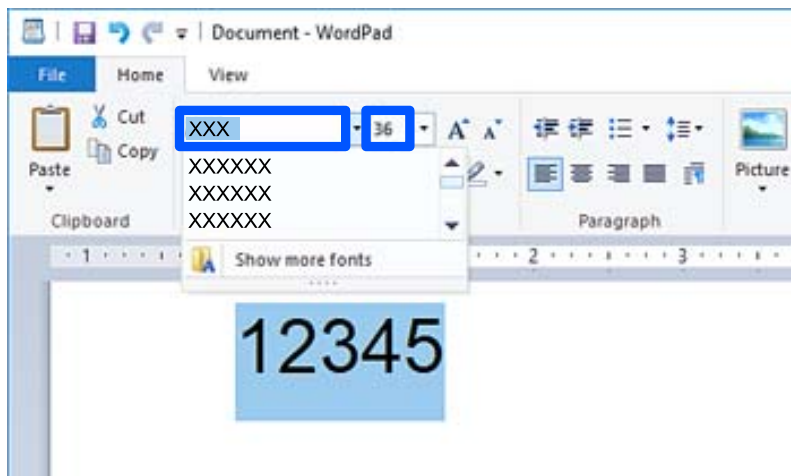 Document - WordPad
File Home View
Cut
Copy
Paste
Clipboard
XXX 36 A A
XXXXXX
XXXXXX
XXXXXX
Show more fonts
Paragraph
Picture
1 2 3
12345